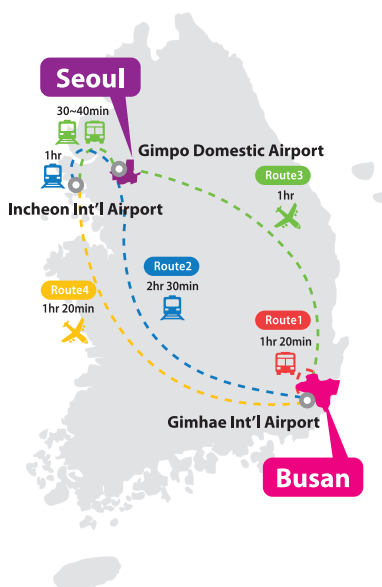 Seoul
30~40min
Gimpo Domestic Airport
1hr
Route3
1hr
Incheon Int'l Airport
Route2
2hr 30min
Route4
1hr 20min
Route1
1hr 20min
Gimhae Int'l Airport
Busan